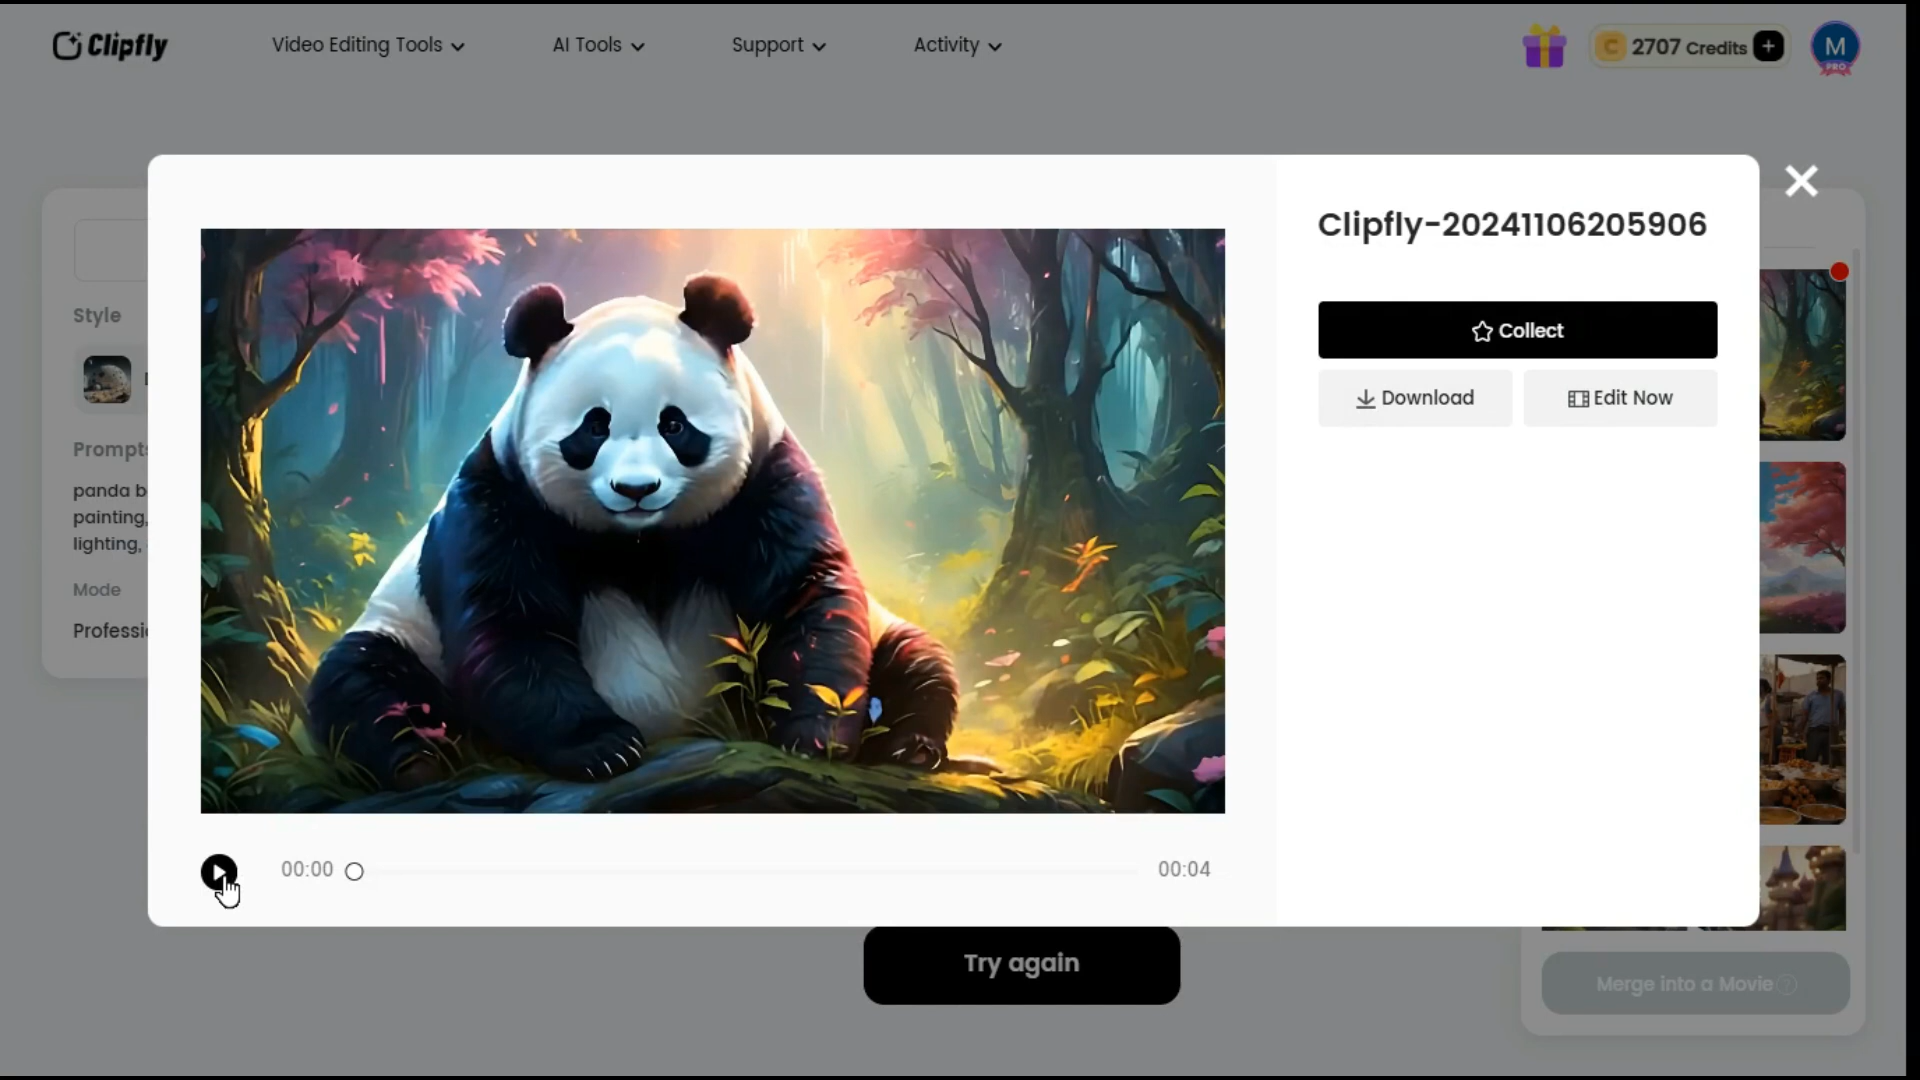 Clipfly
Video Editing Tools
AI Tools
Support
Activity
C 2707 Credits +
M
PRO
Clipfly-20241106205906
Collect
Download
Edit Now
Style
Prompts
panda b
painting,
lighting,
Mode
Professi
00:00
00:04
Try again
Merge into a Movie ?